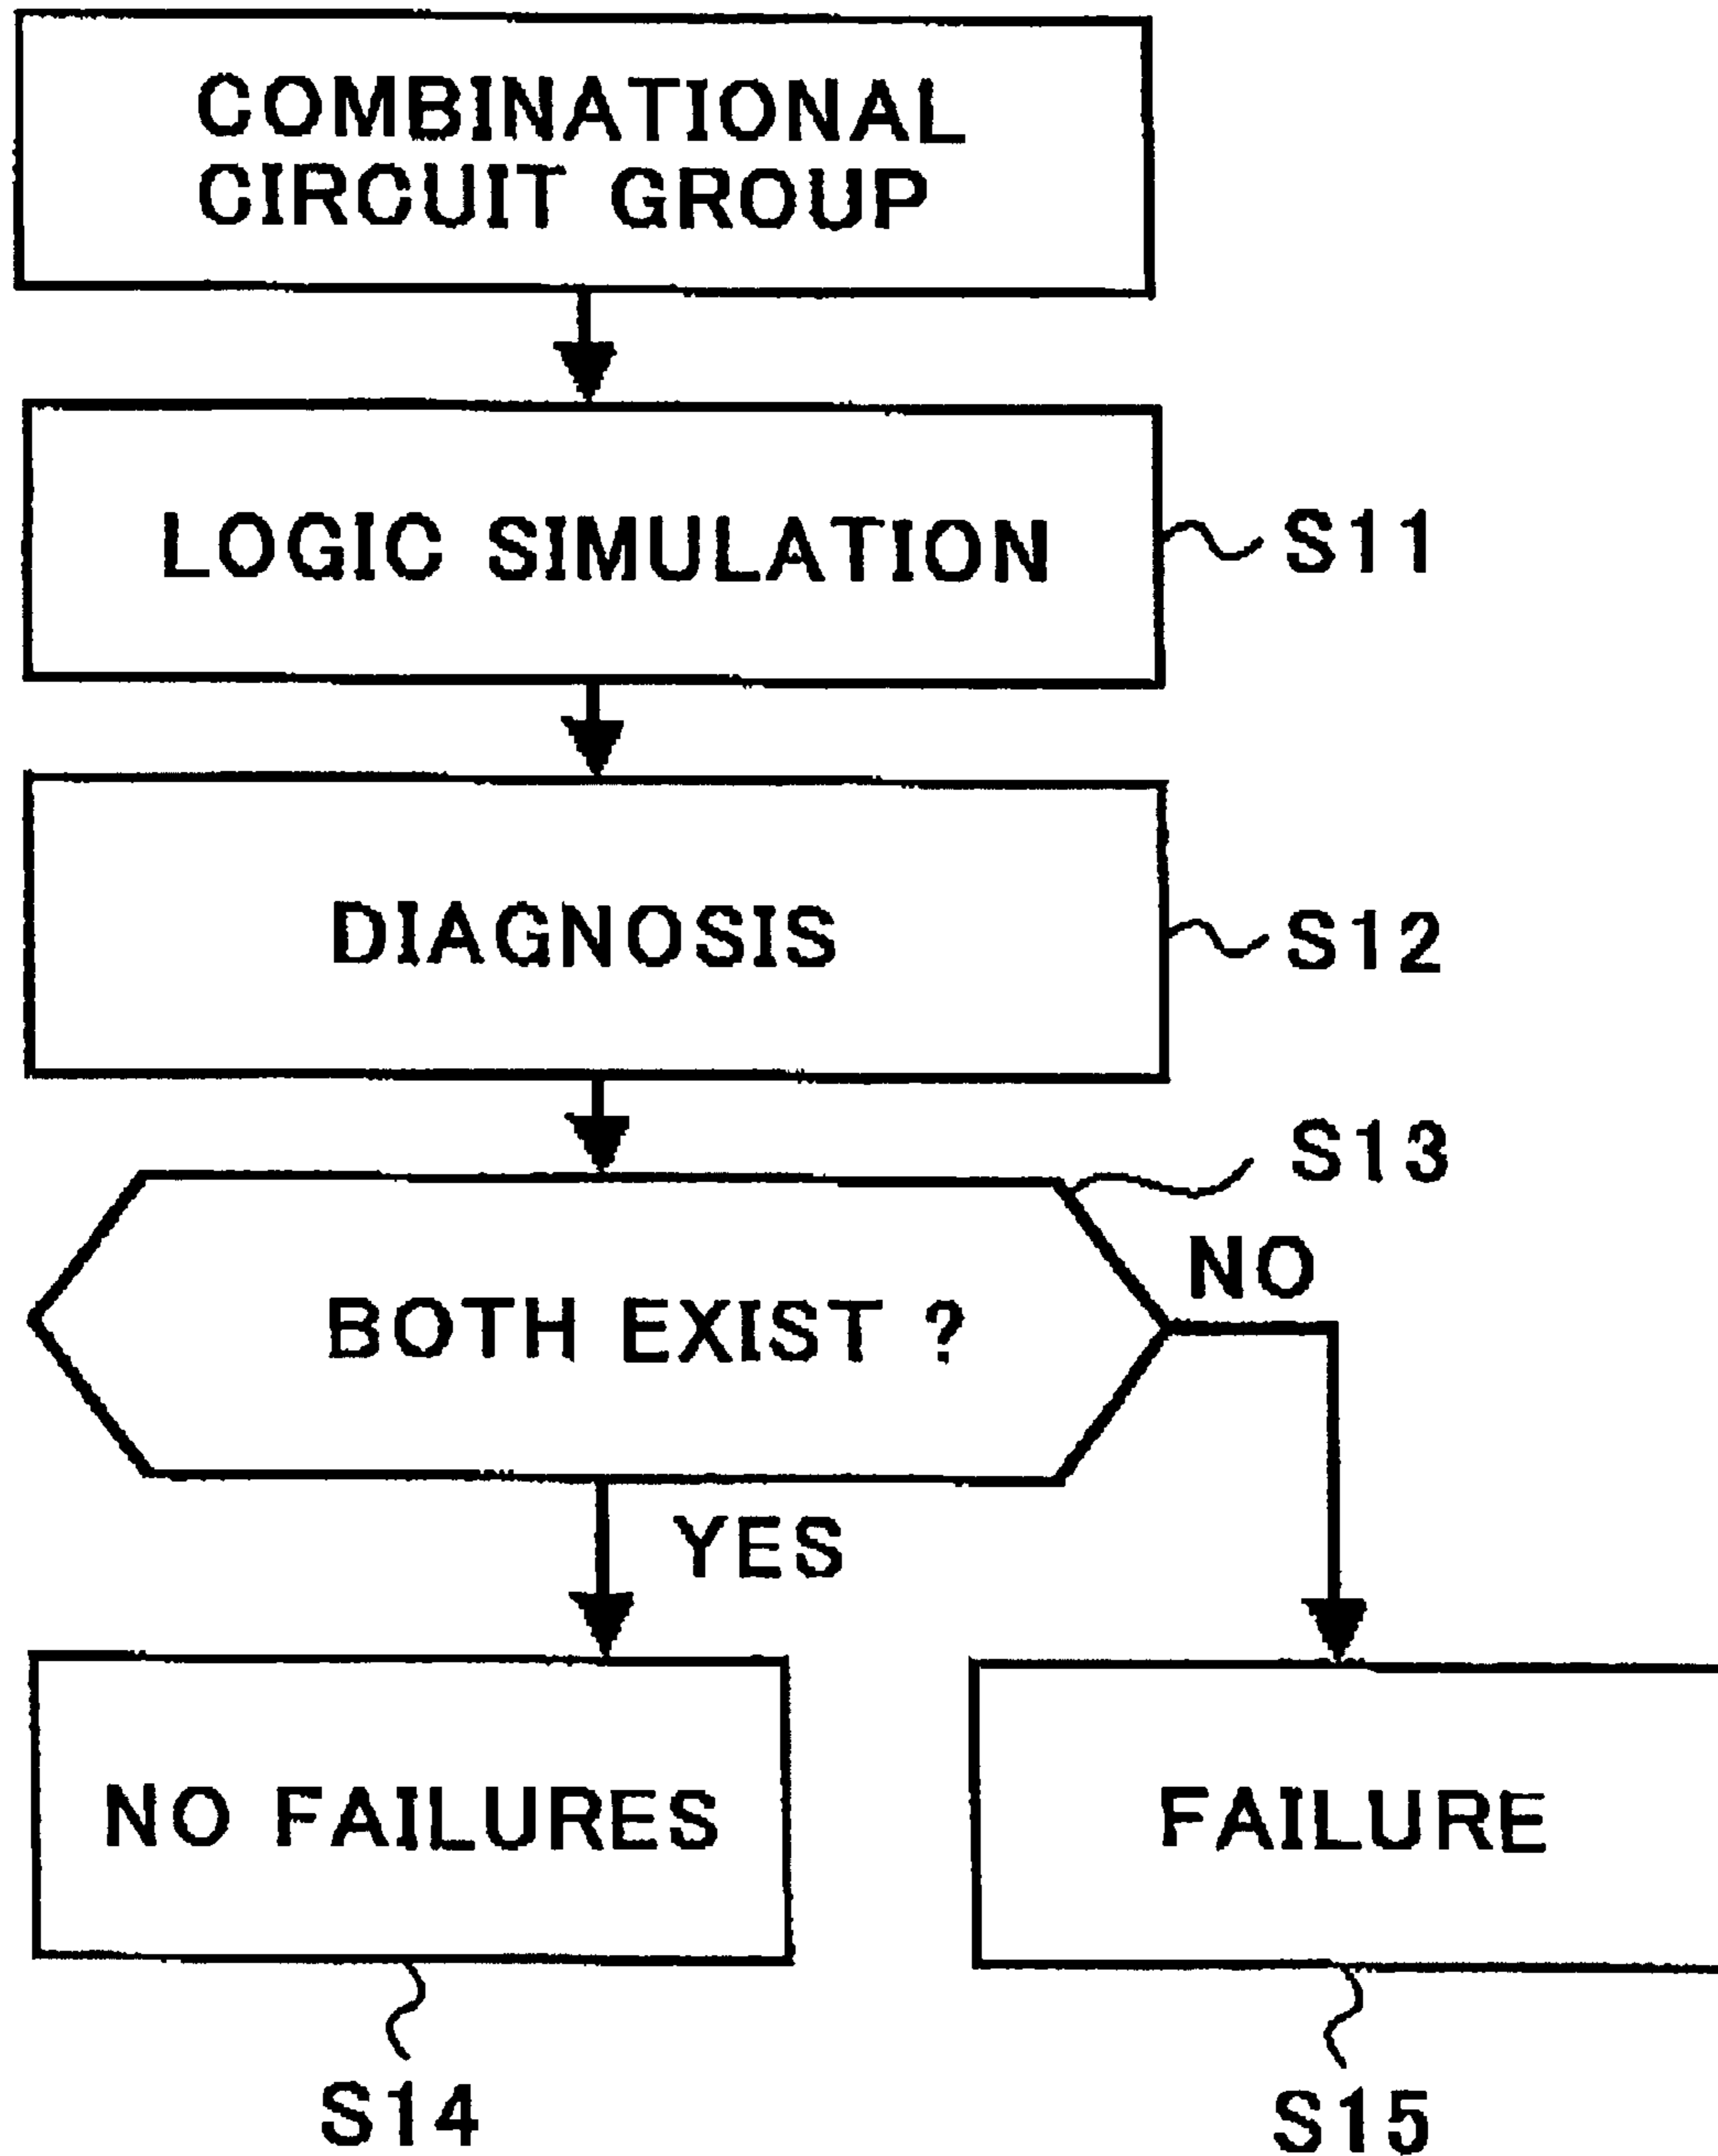 COMBINATIONAL
CIRCUIT GROUP
LOGIC SIMULATION
S11
DIAGNOSIS
S12
S13
BOTH EXIST ?
NO
YES
NO FAILURES
FAILURE
S14
S15